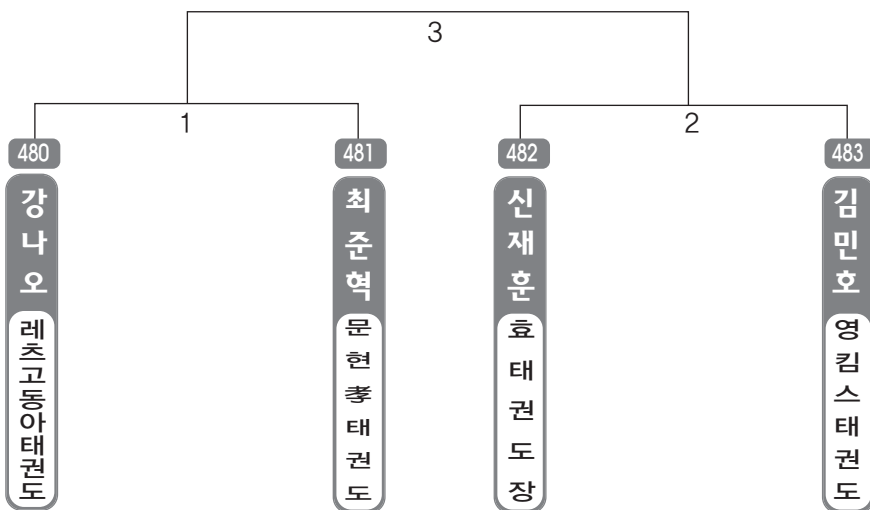 3
1
2
480
강나오
레츠고동아태권도
481
최준혁
문현孝태권도
482
신재훈
효태권도장
483
김민호
영킴스태권도